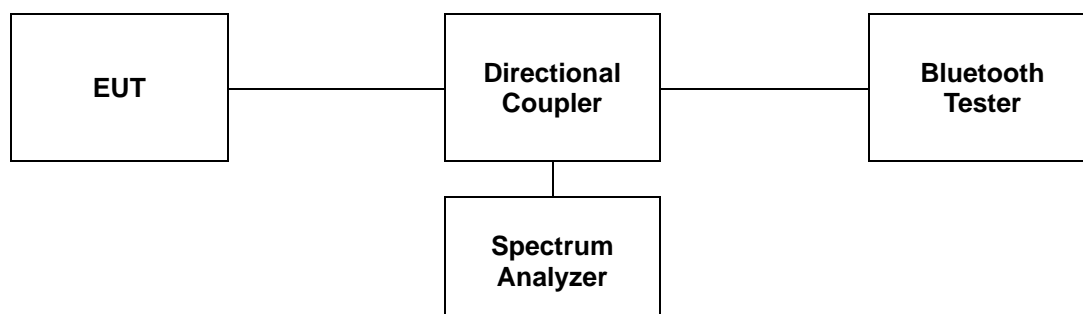 EUT
Directional
Coupler
Bluetooth
Tester
Spectrum
Analyzer